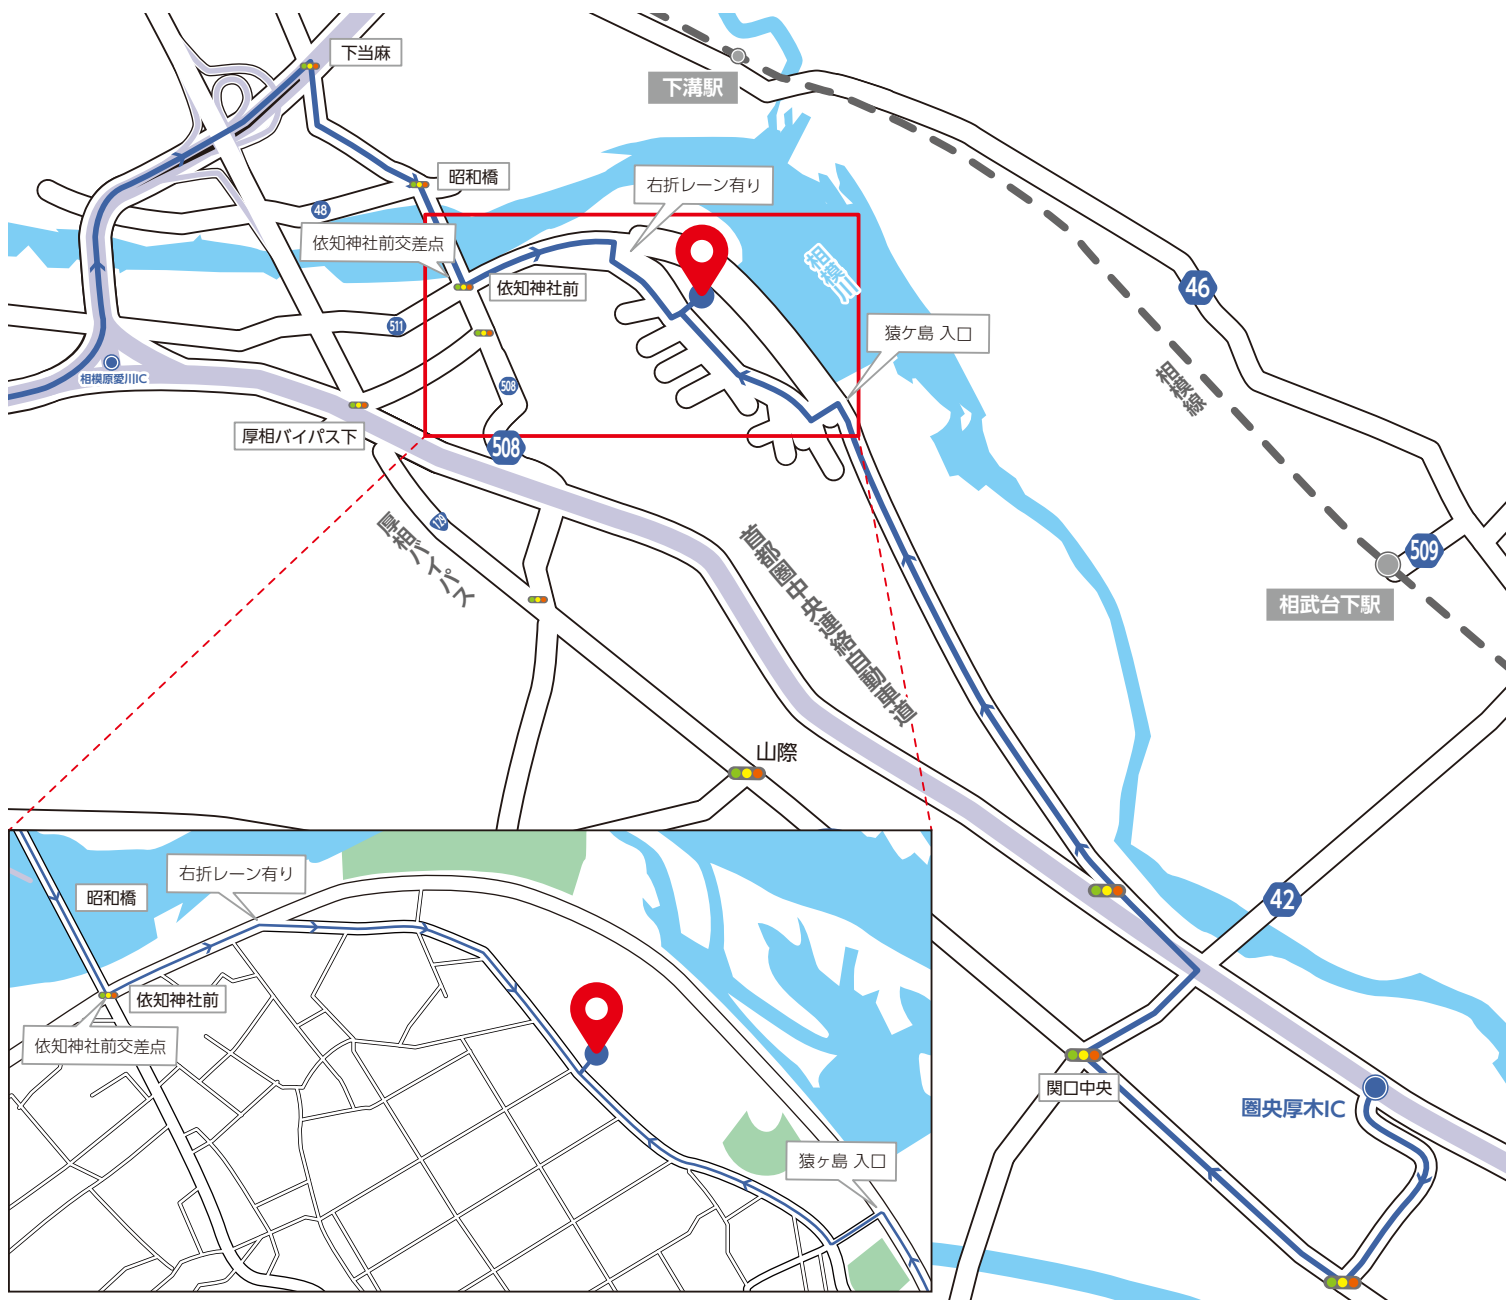 下当麻
下溝駅
昭和橋
右折レーン有り
48
依知神社前交差点
相模川
依知神社前
46
511
猿ケ島 入口
相模原愛川IC
508
相模線
厚相バイパス下
508
129
厚相バイパス
首都圏中央連絡自動車道
509
相武台下駅
山際
右折レーン有り
昭和橋
42
依知神社前
依知神社前交差点
関口中央
圏央厚木IC
猿ヶ島 入口